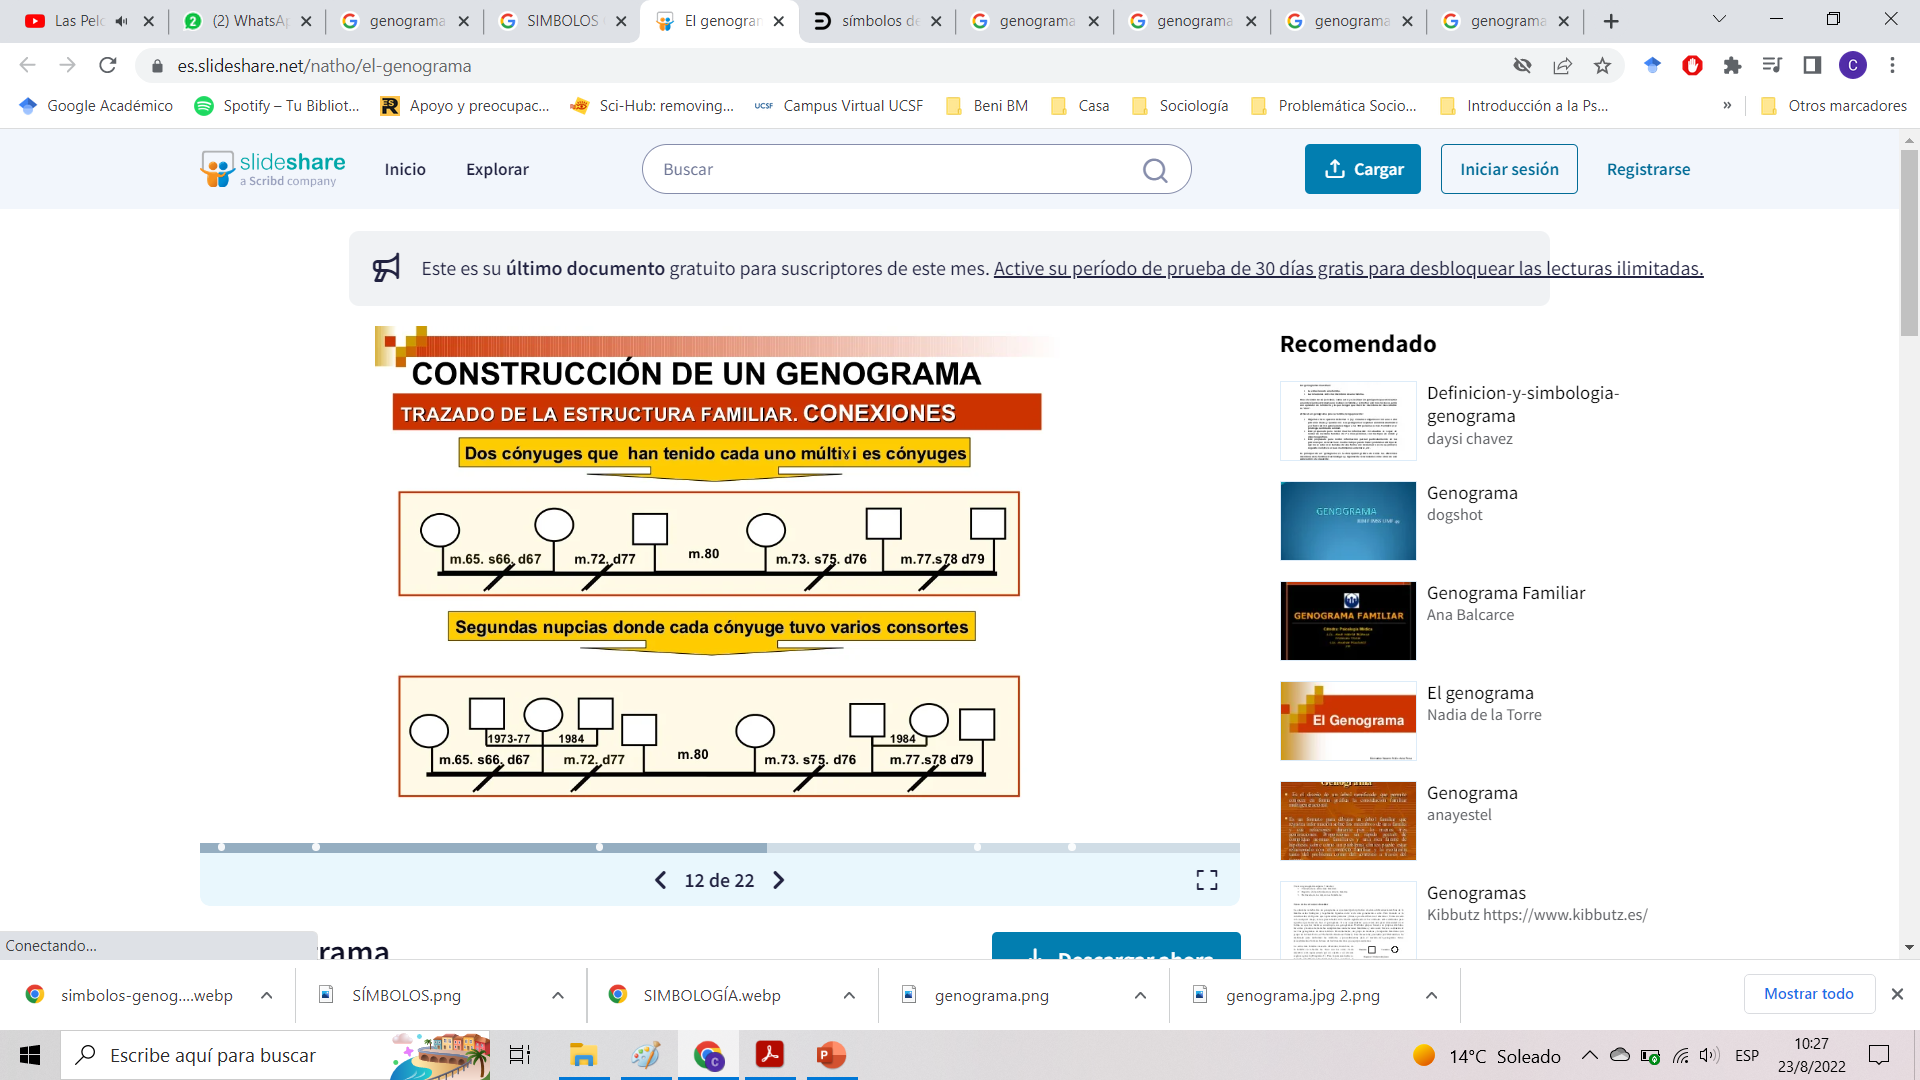 Las Pel
(2) WhatsA
genograma
SIMBOLOS
El genogran
símbolos de
genograma
genograma
genograma
genograma
es.slideshare.net/natho/el-genograma
C
Google Académico
Spotify – Tu Bibliot...
Apoyo y preocupac...
Sci-Hub: removing...
UCSF Campus Virtual UCSF
Beni BM
Casa
Sociología
Problemática Socio...
Introducción a la Ps...
»
Otros marcadores
slideshare
a Scribd company
Inicio
Explorar
Buscar
Cargar
Iniciar sesión
Registrarse
Este es su último documento gratuito para suscriptores de este mes. Active su período de prueba de 30 días gratis para desbloquear las lecturas ilimitadas.
CONSTRUCCIÓN DE UN GENOGRAMA
TRAZADO DE LA ESTRUCTURA FAMILIAR. CONEXIONES
Dos cónyuges que han tenido cada uno es cónyuges
m.65. s66. d67
m.72. d77
m.80
m.73. s75. d76
m.77.s78 d79
Segundas nupcias donde cada cónyuge tuvo varios consortes
1973-77
1984
1984
m.65. s66. d67
m.72. d77
m.80
m.73. s75. d76
m.77.s78 d79
12 de 22
Recomendado
Definicion-y-simbologia-
genograma
daysi chavez
GENOGRAMA
Genograma
dogshot
GENOGRAMA FAMILIAR
Genograma Familiar
Ana Balcarce
El Genograma
El genograma
Nadia de la Torre
Genograma
anayestel
Genogramas
Kibbutz https://www.kibbutz.es/
Conectando...
rama
Descargar ahora
simbolos-genog....webp
SÍMBOLOS.png
SIMBOLOGÍA.webp
genograma.png
genograma.jpg 2.png
Mostrar todo
Escribe aquí para buscar
14°C Soleado
ESP
10:27
23/8/2022